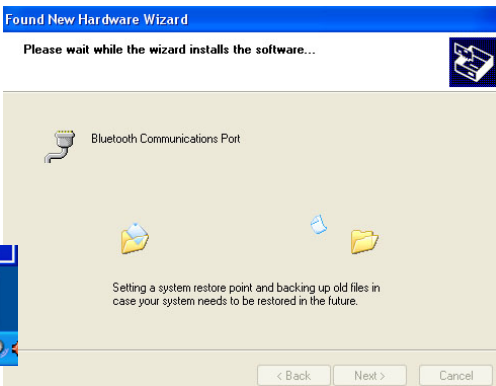 Found New Hardware Wizard
Please wait while the wizard installs the software...
Bluetooth Communications Port
Setting a system restore point and backing up old files in
case your system needs to be restored in the future.
< Back Next > Cancel